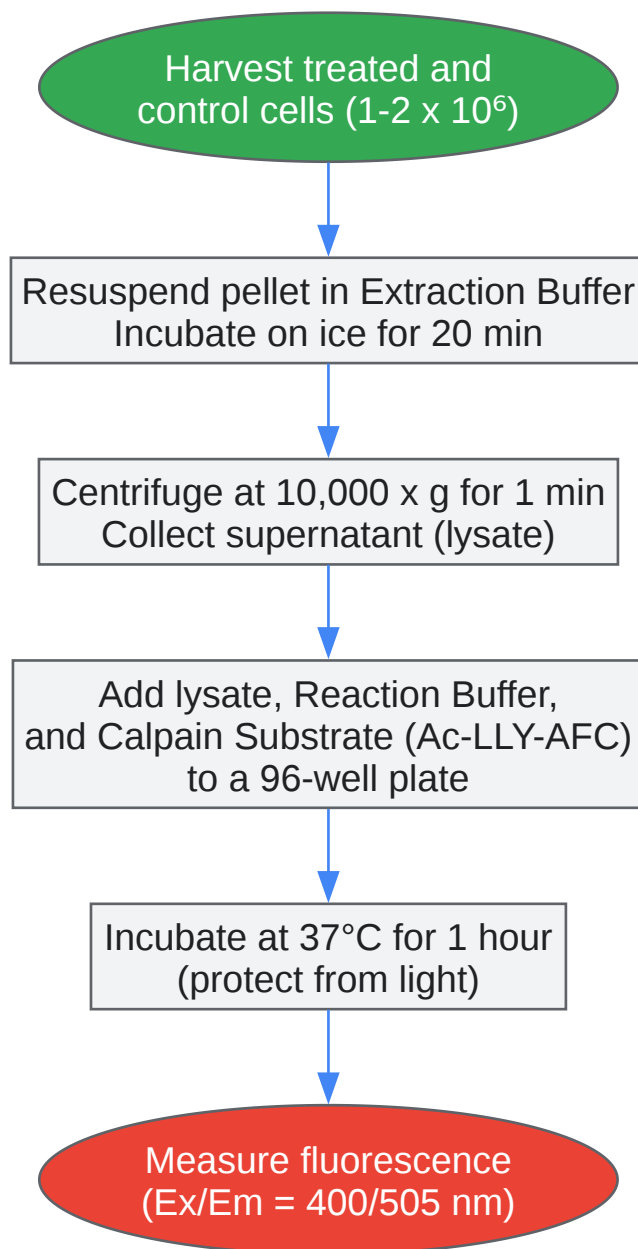 Harvest treated and
control cells (1-2 x 10⁶)
Resuspend pellet in Extraction Buffer
Incubate on ice for 20 min
Centrifuge at 10,000 x g for 1 min
Collect supernatant (lysate)
Add lysate, Reaction Buffer,
and Calpain Substrate (Ac-LLY-AFC)
to a 96-well plate
Incubate at 37°C for 1 hour
(protect from light)
Measure fluorescence
(Ex/Em = 400/505 nm)